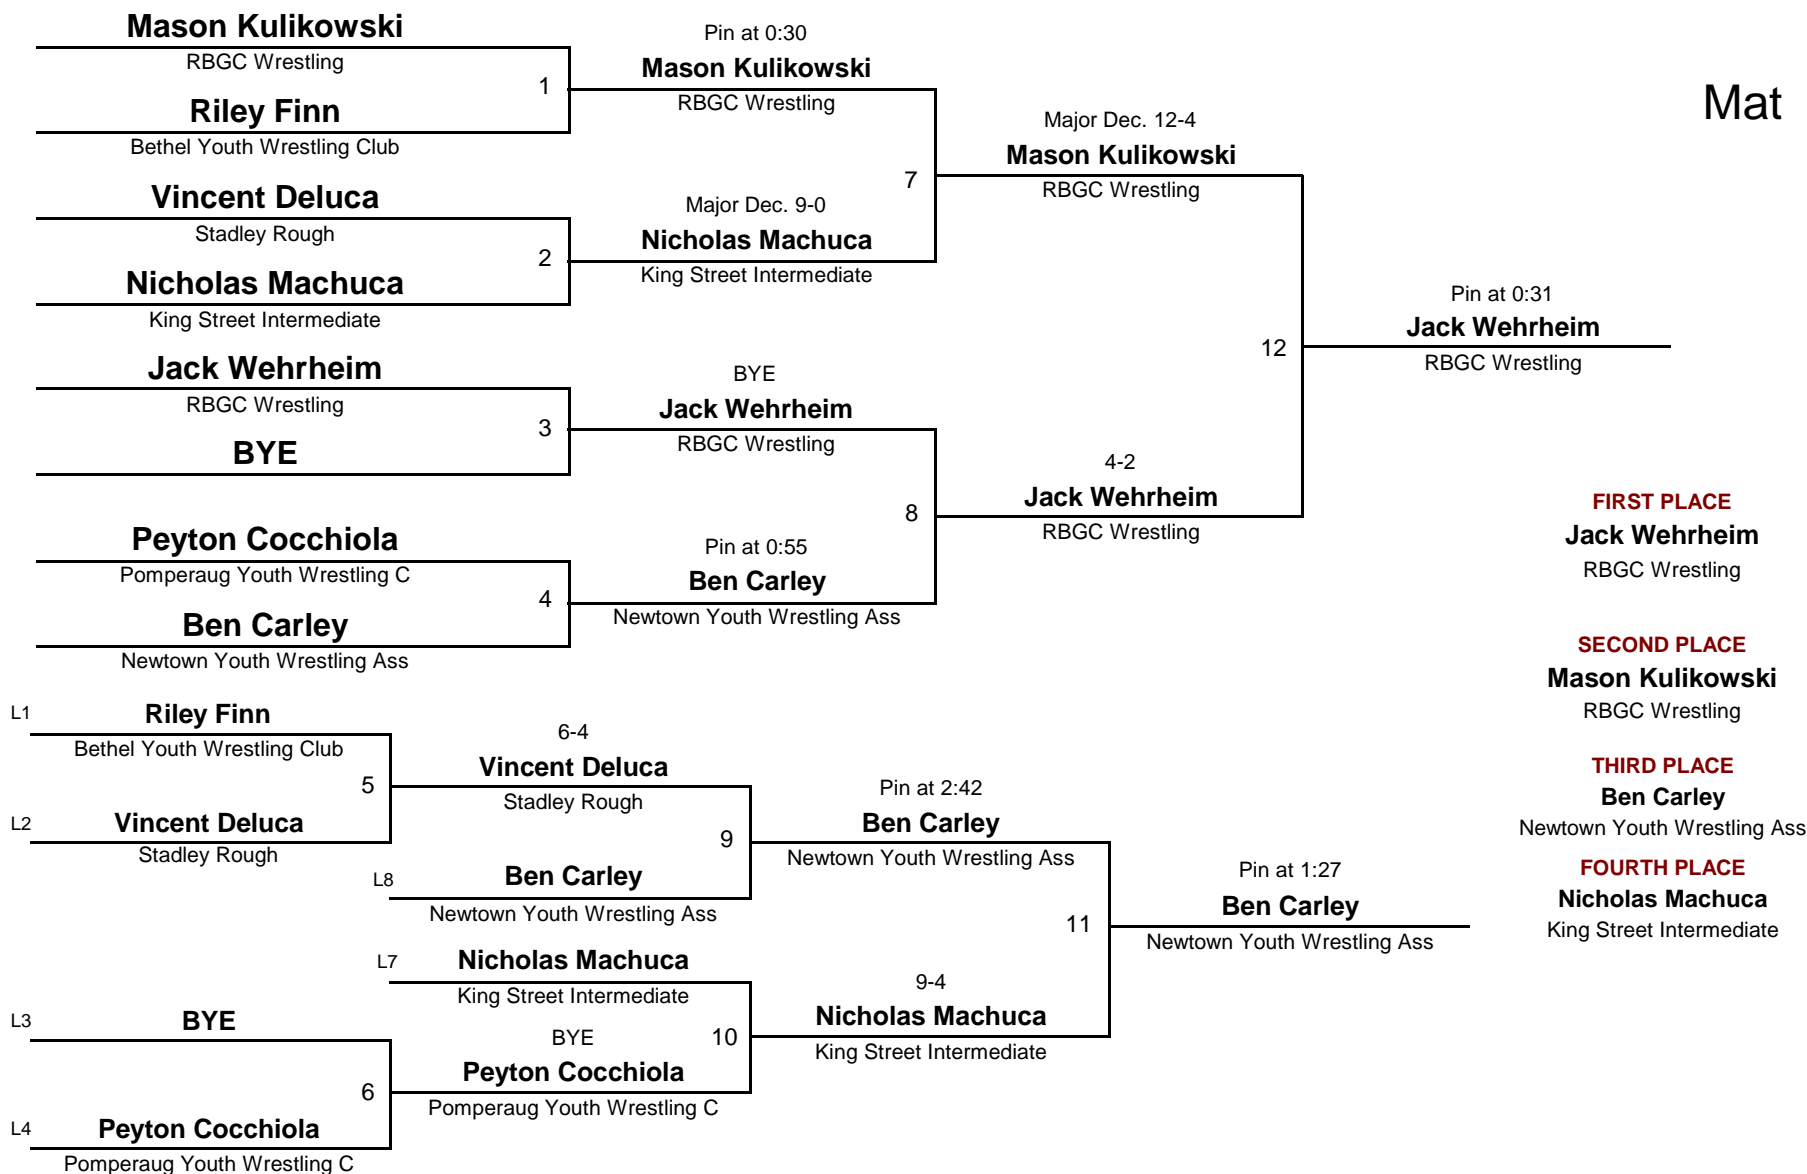 Mason Kulikowski
RBGC Wrestling
1
Riley Finn
Bethel Youth Wrestling Club
Vincent Deluca
Stadley Rough
2
Nicholas Machuca
King Street Intermediate
Jack Wehrheim
RBGC Wrestling
3
BYE
Peyton Cocchiola
Pomperaug Youth Wrestling C
4
Ben Carley
Newtown Youth Wrestling Ass
Pin at 0:30
Mason Kulikowski
RBGC Wrestling
7
Major Dec. 9-0
Nicholas Machuca
King Street Intermediate
BYE
Jack Wehrheim
RBGC Wrestling
8
Pin at 0:55
Ben Carley
Newtown Youth Wrestling Ass
Major Dec. 12-4
Mason Kulikowski
RBGC Wrestling
12
4-2
Jack Wehrheim
RBGC Wrestling
Pin at 0:31
Jack Wehrheim
RBGC Wrestling
Mat
L1
Riley Finn
Bethel Youth Wrestling Club
5
L2
Vincent Deluca
Stadley Rough
L3
BYE
6
L4
Peyton Cocchiola
Pomperaug Youth Wrestling C
6-4
Vincent Deluca
Stadley Rough
9
L8
Ben Carley
Newtown Youth Wrestling Ass
L7
Nicholas Machuca
King Street Intermediate
10
BYE
Peyton Cocchiola
Pomperaug Youth Wrestling C
Pin at 2:42
Ben Carley
Newtown Youth Wrestling Ass
11
9-4
Nicholas Machuca
King Street Intermediate
Pin at 1:27
Ben Carley
Newtown Youth Wrestling Ass
FIRST PLACE
Jack Wehrheim
RBGC Wrestling
SECOND PLACE
Mason Kulikowski
RBGC Wrestling
THIRD PLACE
Ben Carley
Newtown Youth Wrestling Ass
FOURTH PLACE
Nicholas Machuca
King Street Intermediate